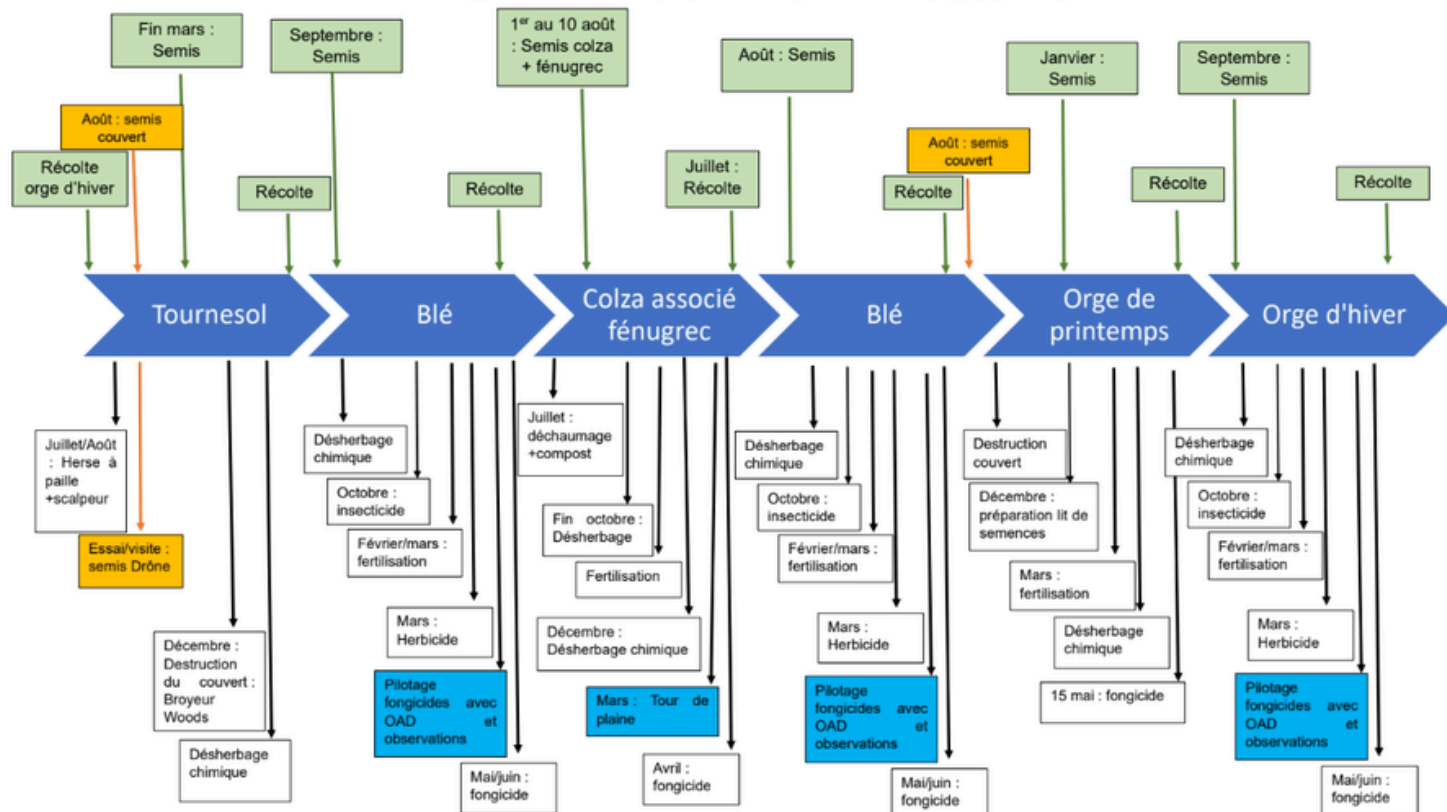 Fin mars :
Semis
Septembre :
Semis
1er au 10 août
: Semis colza
+ fénugrec
Août : Semis
Janvier :
Semis
Septembre :
Semis
Août : semis
couvert
Août : semis
couvert
Récolte
orge d'hiver
Récolte
Récolte
Juillet :
Récolte
Récolte
Récolte
Récolte
Tournesol
Blé
Colza associé
fénugrec
Blé
Orge de
printemps
Orge d'hiver
Juillet/Août
: Herse à
paille
+scalpeur
Essai/visite :
semis Drône
Décembre :
Destruction
du couvert :
Broyeur
Woods
Désherbage
chimique
Désherbage
chimique
Octobre :
insecticide
Février/mars :
fertilisation
Mars :
Herbicide
Pilotage
fongicides avec
OAD et
observations
Mai/juin :
fongicide
Juillet :
déchaumage
+compost
Fin octobre :
Désherbage
Fertilisation
Décembre :
Désherbage chimique
Mars : Tour de
plaine
Avril :
fongicide
Désherbage
chimique
Octobre :
insecticide
Février/mars :
fertilisation
Mars :
Herbicide
Pilotage
fongicides avec
OAD et
observations
Mai/juin :
fongicide
Destruction
couvert
Décembre :
préparation lit de
semences
Mars :
fertilisation
Désherbage
chimique
15 mai : fongicide
Désherbage
chimique
Octobre :
insecticide
Février/mars :
fertilisation
Mars :
Herbicide
Pilotage
fongicides avec
OAD et
observations
Mai/juin :
fongicide